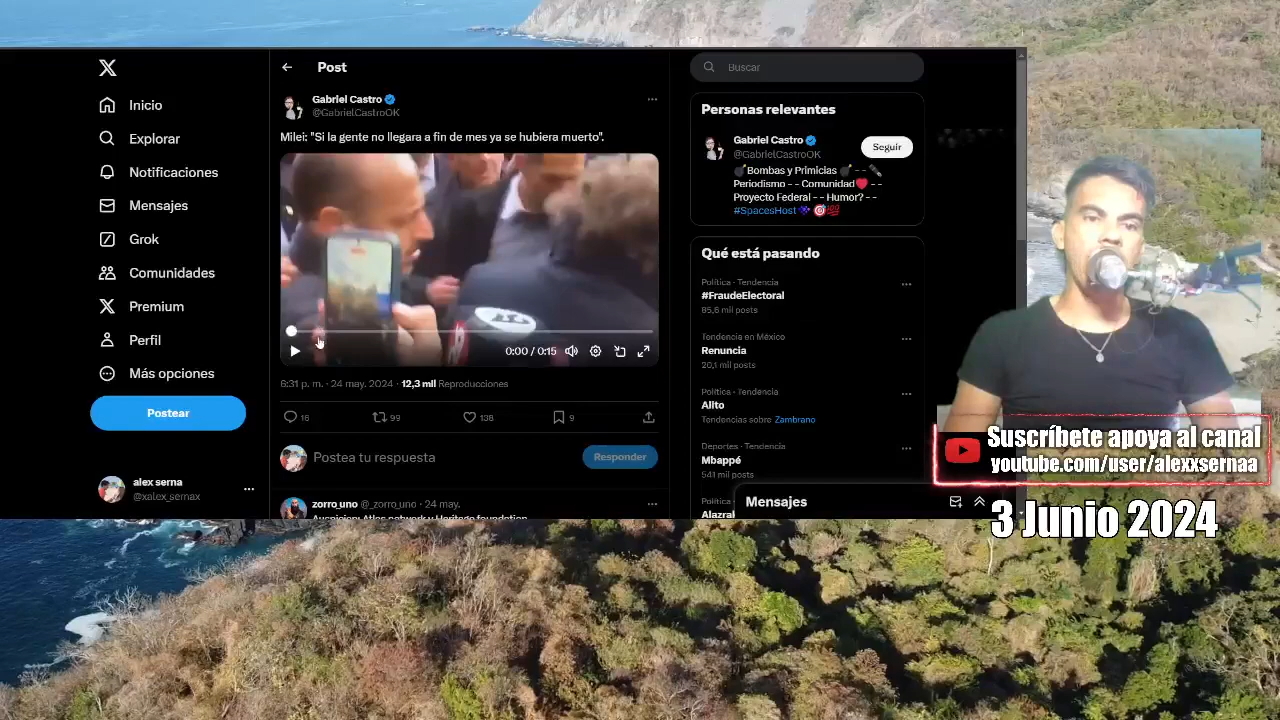 Inicio
Explorar
Notificaciones
Mensajes
Grok
Comunidades
Premium
Perfil
Más opciones
Postear
alex serna
@xalex_sernax
Post
Gabriel Castro
@GabrielCastroOK
Milei: "Si la gente no llegara a fin de mes ya se hubiera muerto".
0:00 / 0:15
6:31 p. m. · 24 may. 2024 · 12,3 mil Reproducciones
16
99
138
9
Postea tu respuesta
Responder
zorro_uno @_zorro_uno · 24 may.
Auspician: Atlas network y Heritage foundation
Buscar
Personas relevantes
Gabriel Castro
@GabrielCastroOK
Seguir
Bombas y Primicias
Periodismo - - Comunidad - -
Proyecto Federal - - Humor? - -
#SpacesHost
Qué está pasando
Política · Tendencia
#FraudeElectoral
85,6 mil posts
Tendencia en México
Renuncia
20,1 mil posts
Política · Tendencia
Alito
Tendencias sobre Zambrano
Deportes · Tendencia
Mbappé
541 mil posts
Mensajes
Suscríbete apoya al canal
youtube.com/user/alexxsernaa
3 Junio 2024